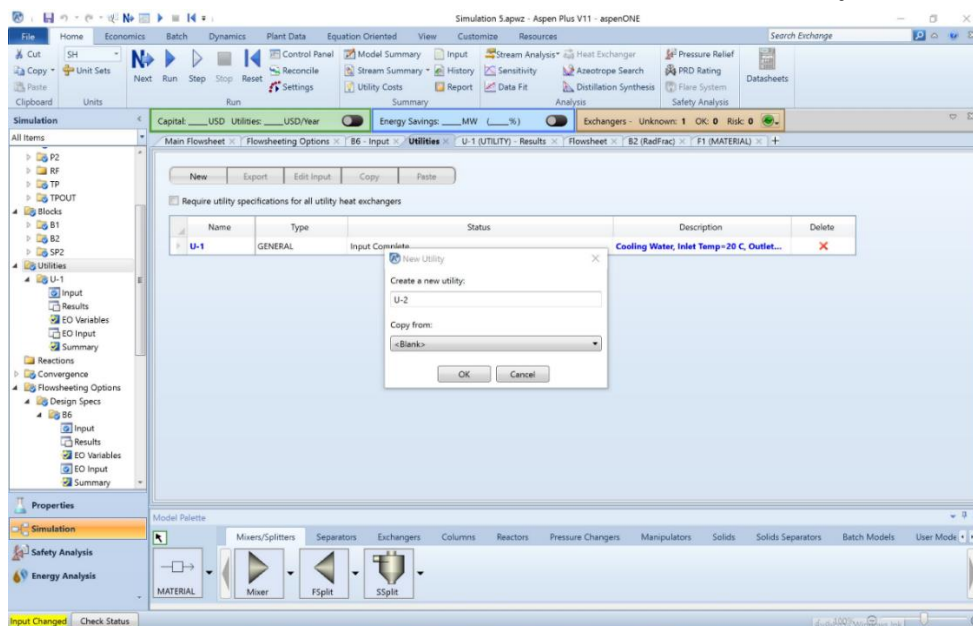 Simulation 5.apwz - Aspen Plus V11 - aspenONE
File Home Economics Batch Dynamics Plant Data Equation Oriented View Customize Resources Search Exchange
Cut SH Control Panel Model Summary Input Stream Analysis Heat Exchanger Pressure Relief
Copy Unit Sets Next Run Step Stop Reset Reconcile Stream Summary History Sensitivity Azeotrope Search PRD Rating Datasheets
Paste Settings Utility Costs Report Data Fit Distillation Synthesis Flare System
Clipboard Units Run Summary Analysis Safety Analysis
Simulation Capital: ____USD Utilities: ____USD/Year Energy Savings: ____MW (____%) Exchangers - Unknown: 1 OK: 0 Risk: 0
All Items Main Flowsheet Flowsheeting Options B6 - Input Utilities U-1 (UTILITY) - Results Flowsheet B2 (RadFrac) F1 (MATERIAL) +
P2
RF New Export Edit Input Copy Paste
TP
TPOUT Require utility specifications for all utility heat exchangers
Blocks
B1 Name Type Status Description Delete
B2 U-1 GENERAL Input Complete Cooling Water, Inlet Temp=20 C, Outlet...
SP2 New Utility
Utilities
U-1 Create a new utility:
Input U-2
Results
EO Variables Copy from:
EO Input <Blank>
Summary
Reactions OK Cancel
Convergence
Flowsheeting Options
Design Specs
B6
Input
Results
EO Variables
EO Input
Summary
Properties
Model Palette
Simulation Mixers/Splitters Separators Exchangers Columns Reactors Pressure Changers Manipulators Solids Solids Separators Batch Models User Mode
Safety Analysis
Energy Analysis
MATERIAL Mixer FSplit SSplit
Input Changed Check Status 100%